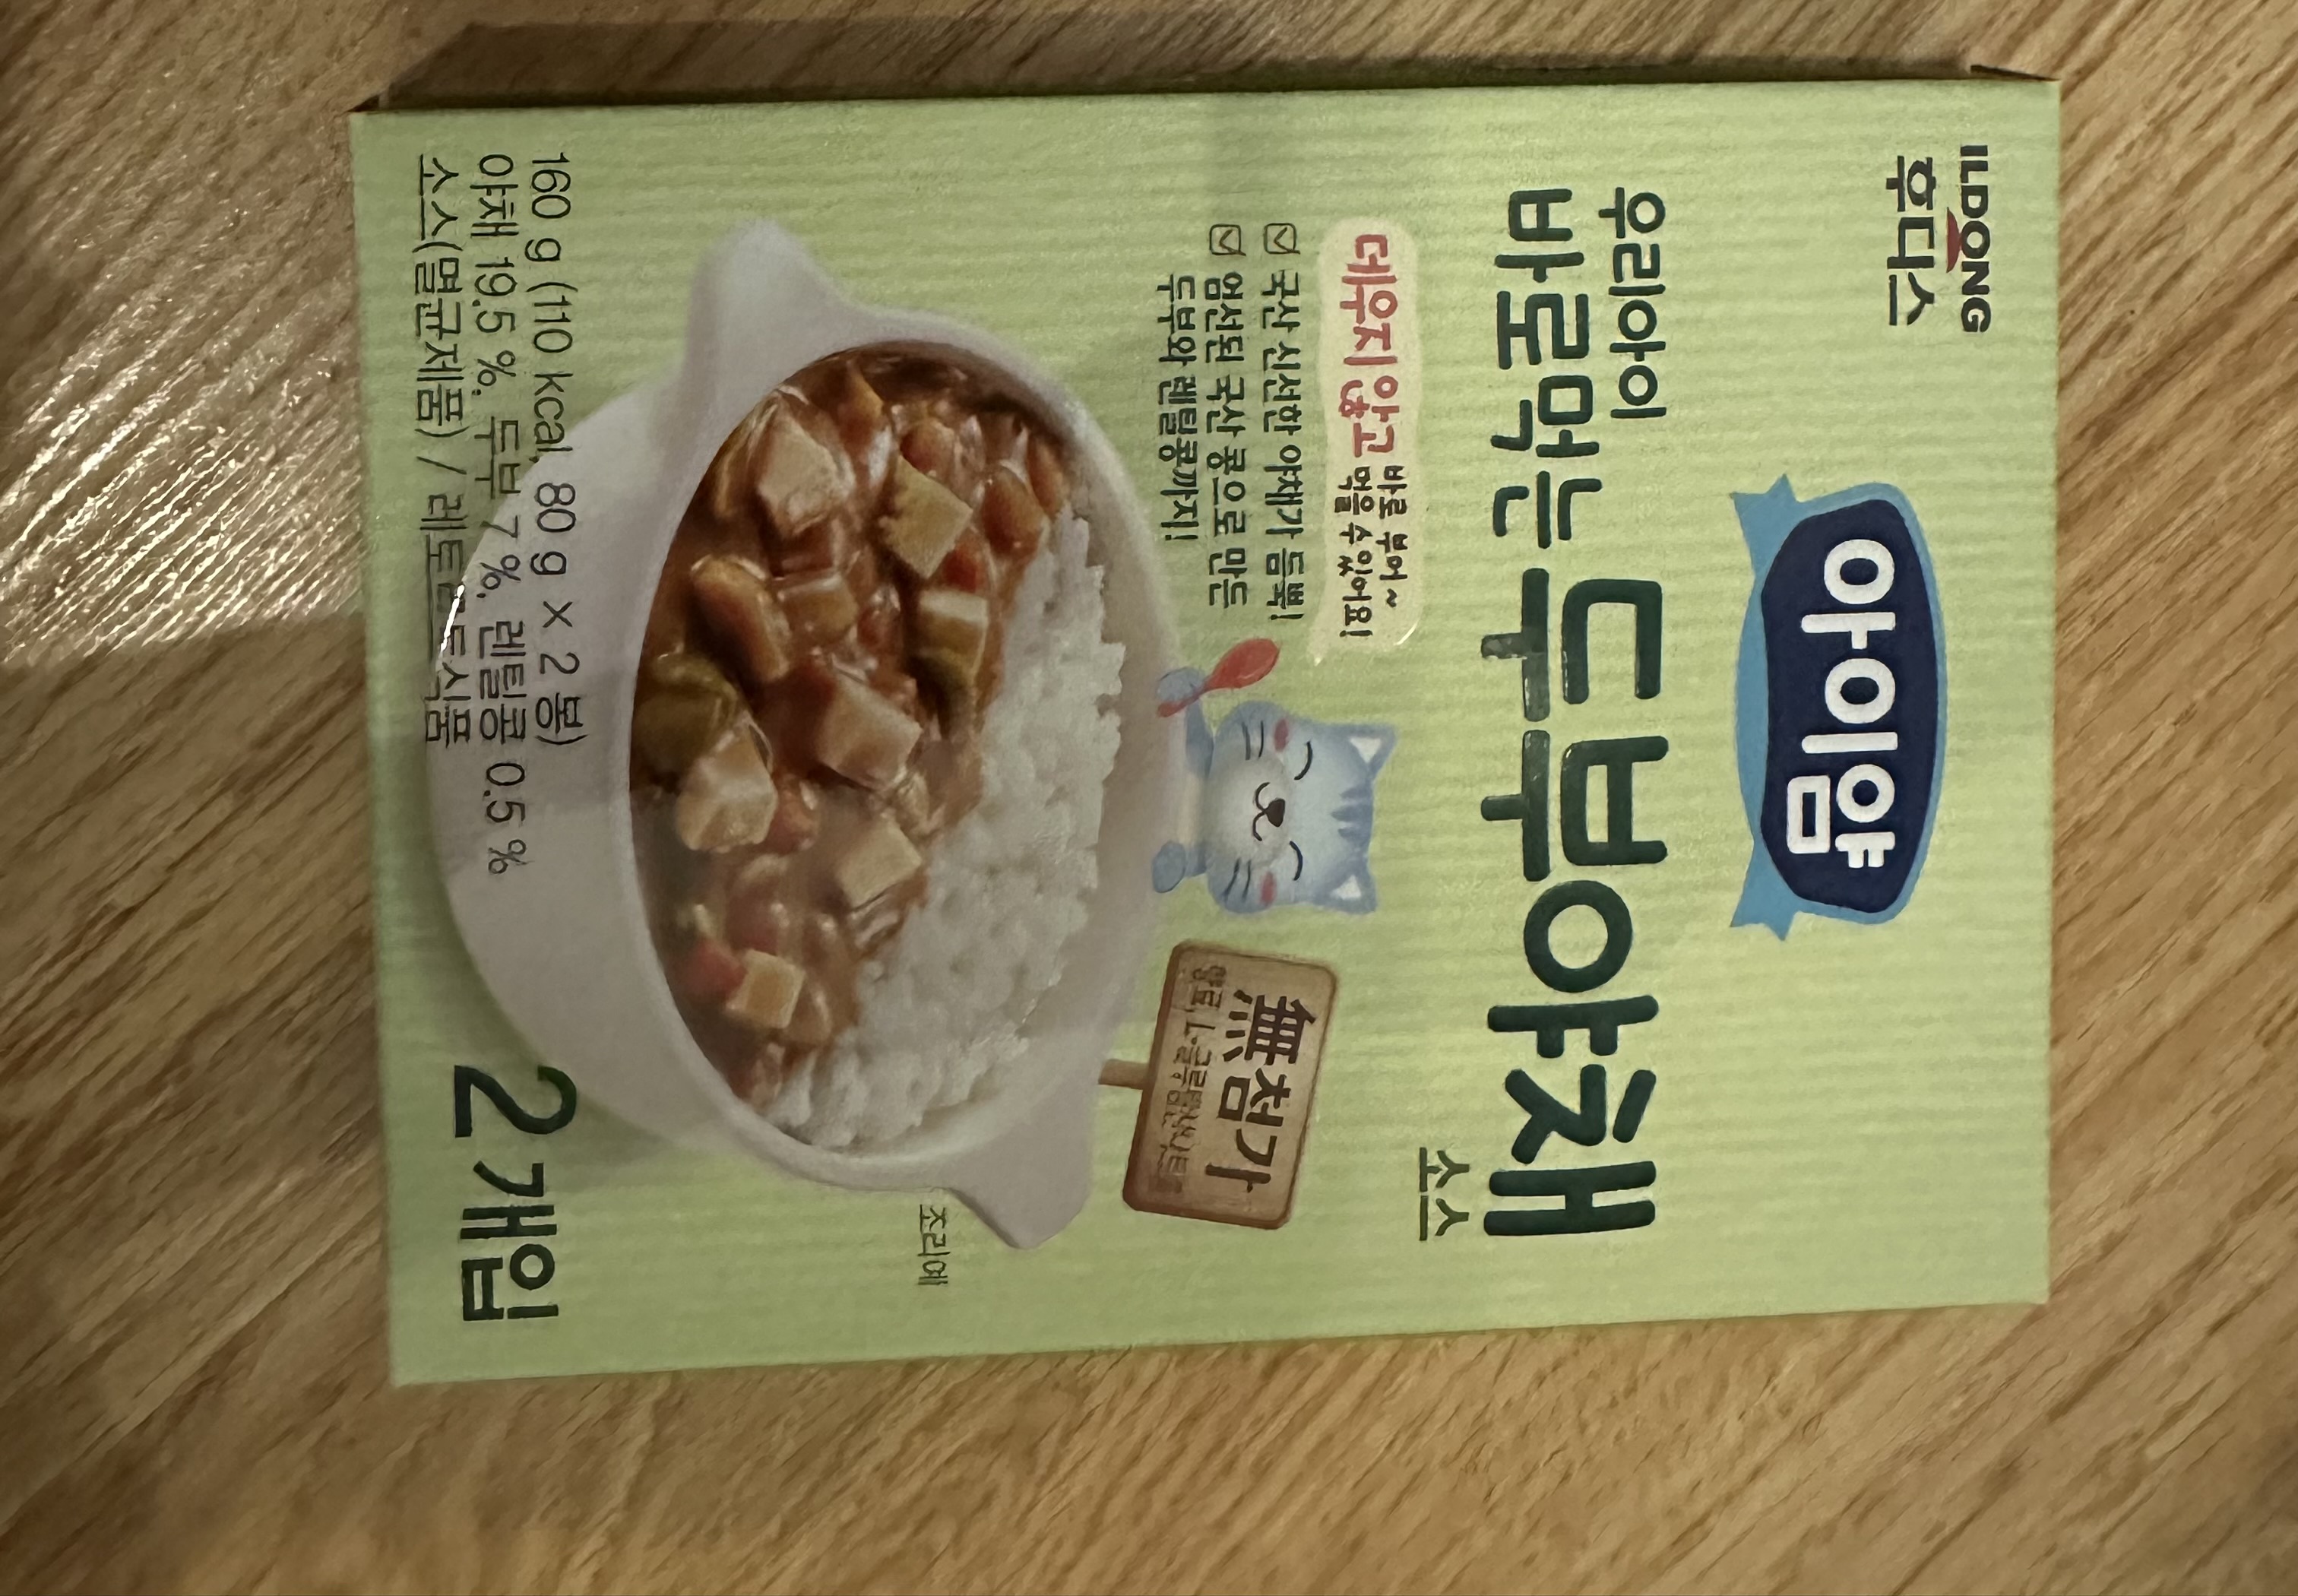 ILDONG
후디스
아이얌
우리아이
바로먹는 두부야채
소스
데우지 않고 바로 부어~
먹을 수 있어요!
국산 신선한 야채가 듬뿍!
엄선된 국산 콩으로 만든
두부와 렌틸콩까지!
無첨가
조리예
160 g (110 kcal, 80 g × 2 봉)
야채 19.5 %, 두부 7 %, 렌틸콩 0.5 %
소스(멸균제품) / 레토르트식품
2개입